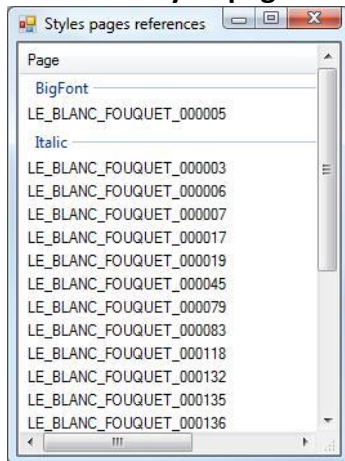 Styles pages references
Page
BigFont
LE_BLANC_FOUQUET_000005
Italic
LE_BLANC_FOUQUET_000003
LE_BLANC_FOUQUET_000006
LE_BLANC_FOUQUET_000007
LE_BLANC_FOUQUET_000017
LE_BLANC_FOUQUET_000019
LE_BLANC_FOUQUET_000045
LE_BLANC_FOUQUET_000079
LE_BLANC_FOUQUET_000083
LE_BLANC_FOUQUET_000118
LE_BLANC_FOUQUET_000132
LE_BLANC_FOUQUET_000135
LE_BLANC_FOUQUET_000136